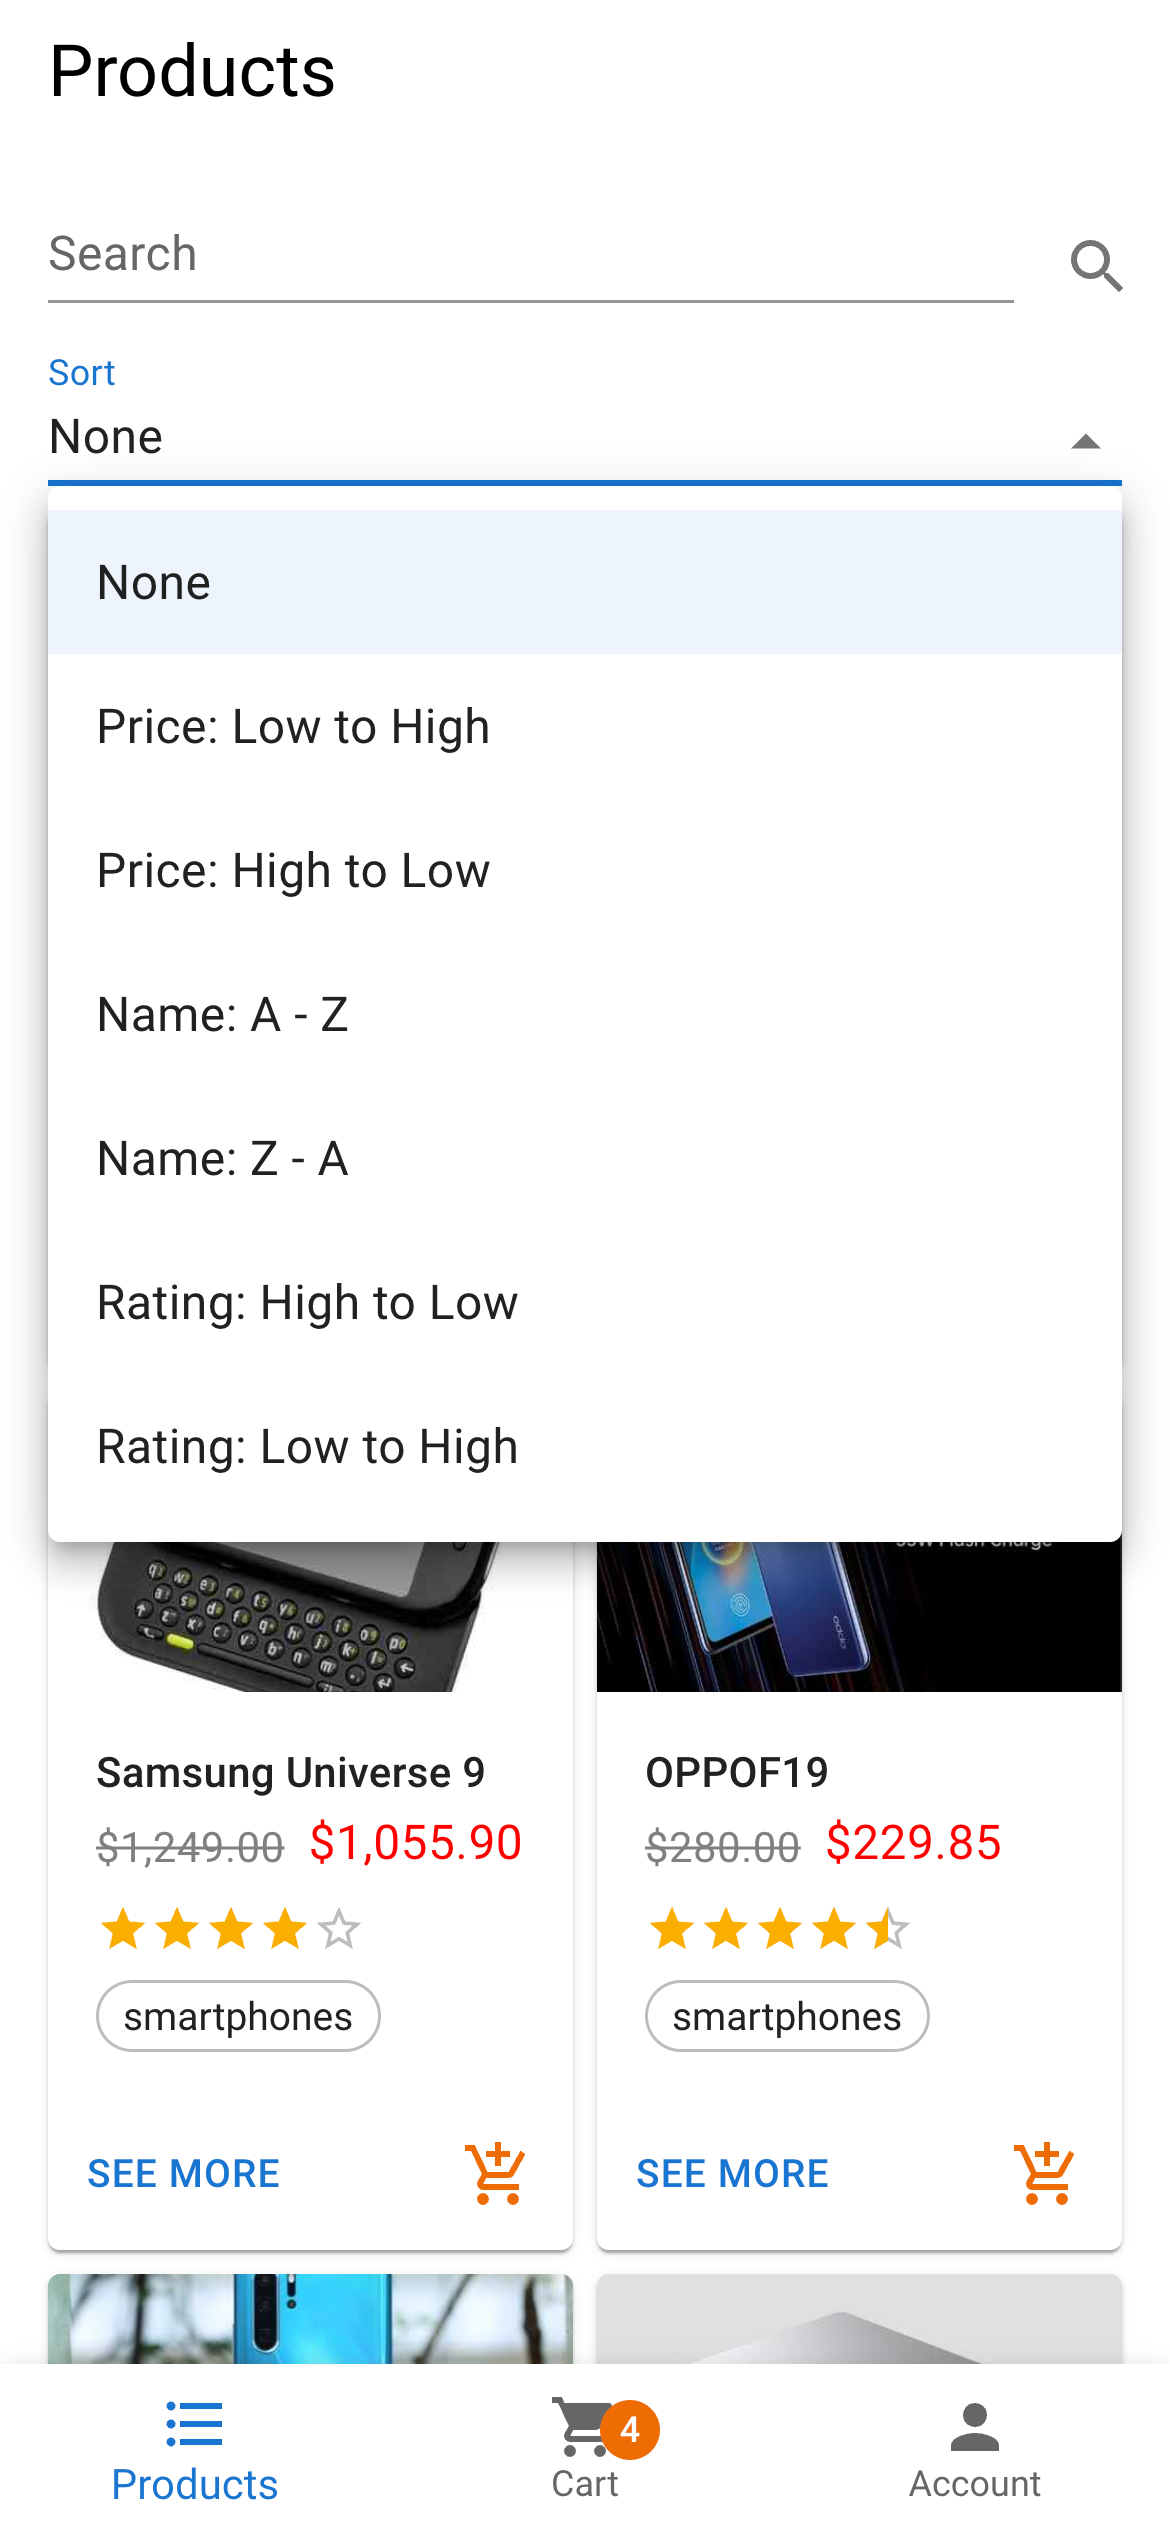 Products
Search
Sort
None
None
Price: Low to High
Price: High to Low
Name: A - Z
Name: Z - A
Rating: High to Low
Rating: Low to High
Samsung Universe 9
$1,249.00 $1,055.90
smartphones
SEE MORE
oppo
OPPOF19
$280.00 $229.85
smartphones
SEE MORE
Products
4
Cart
Account